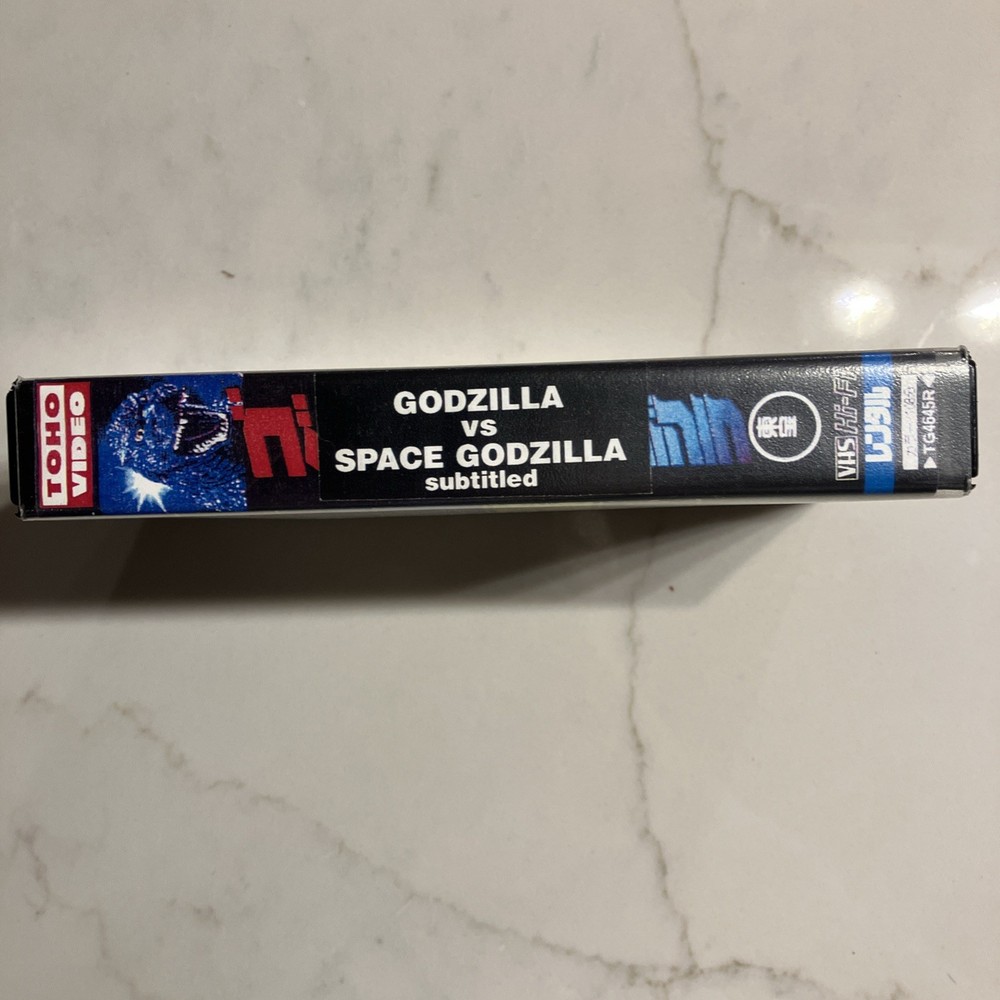 TOHO
VIDEO
GODZILLA
VS
SPACE GODZILLA
subtitled
東宝
VHS Hi-Fi
レンタル
▶TG4645R◀